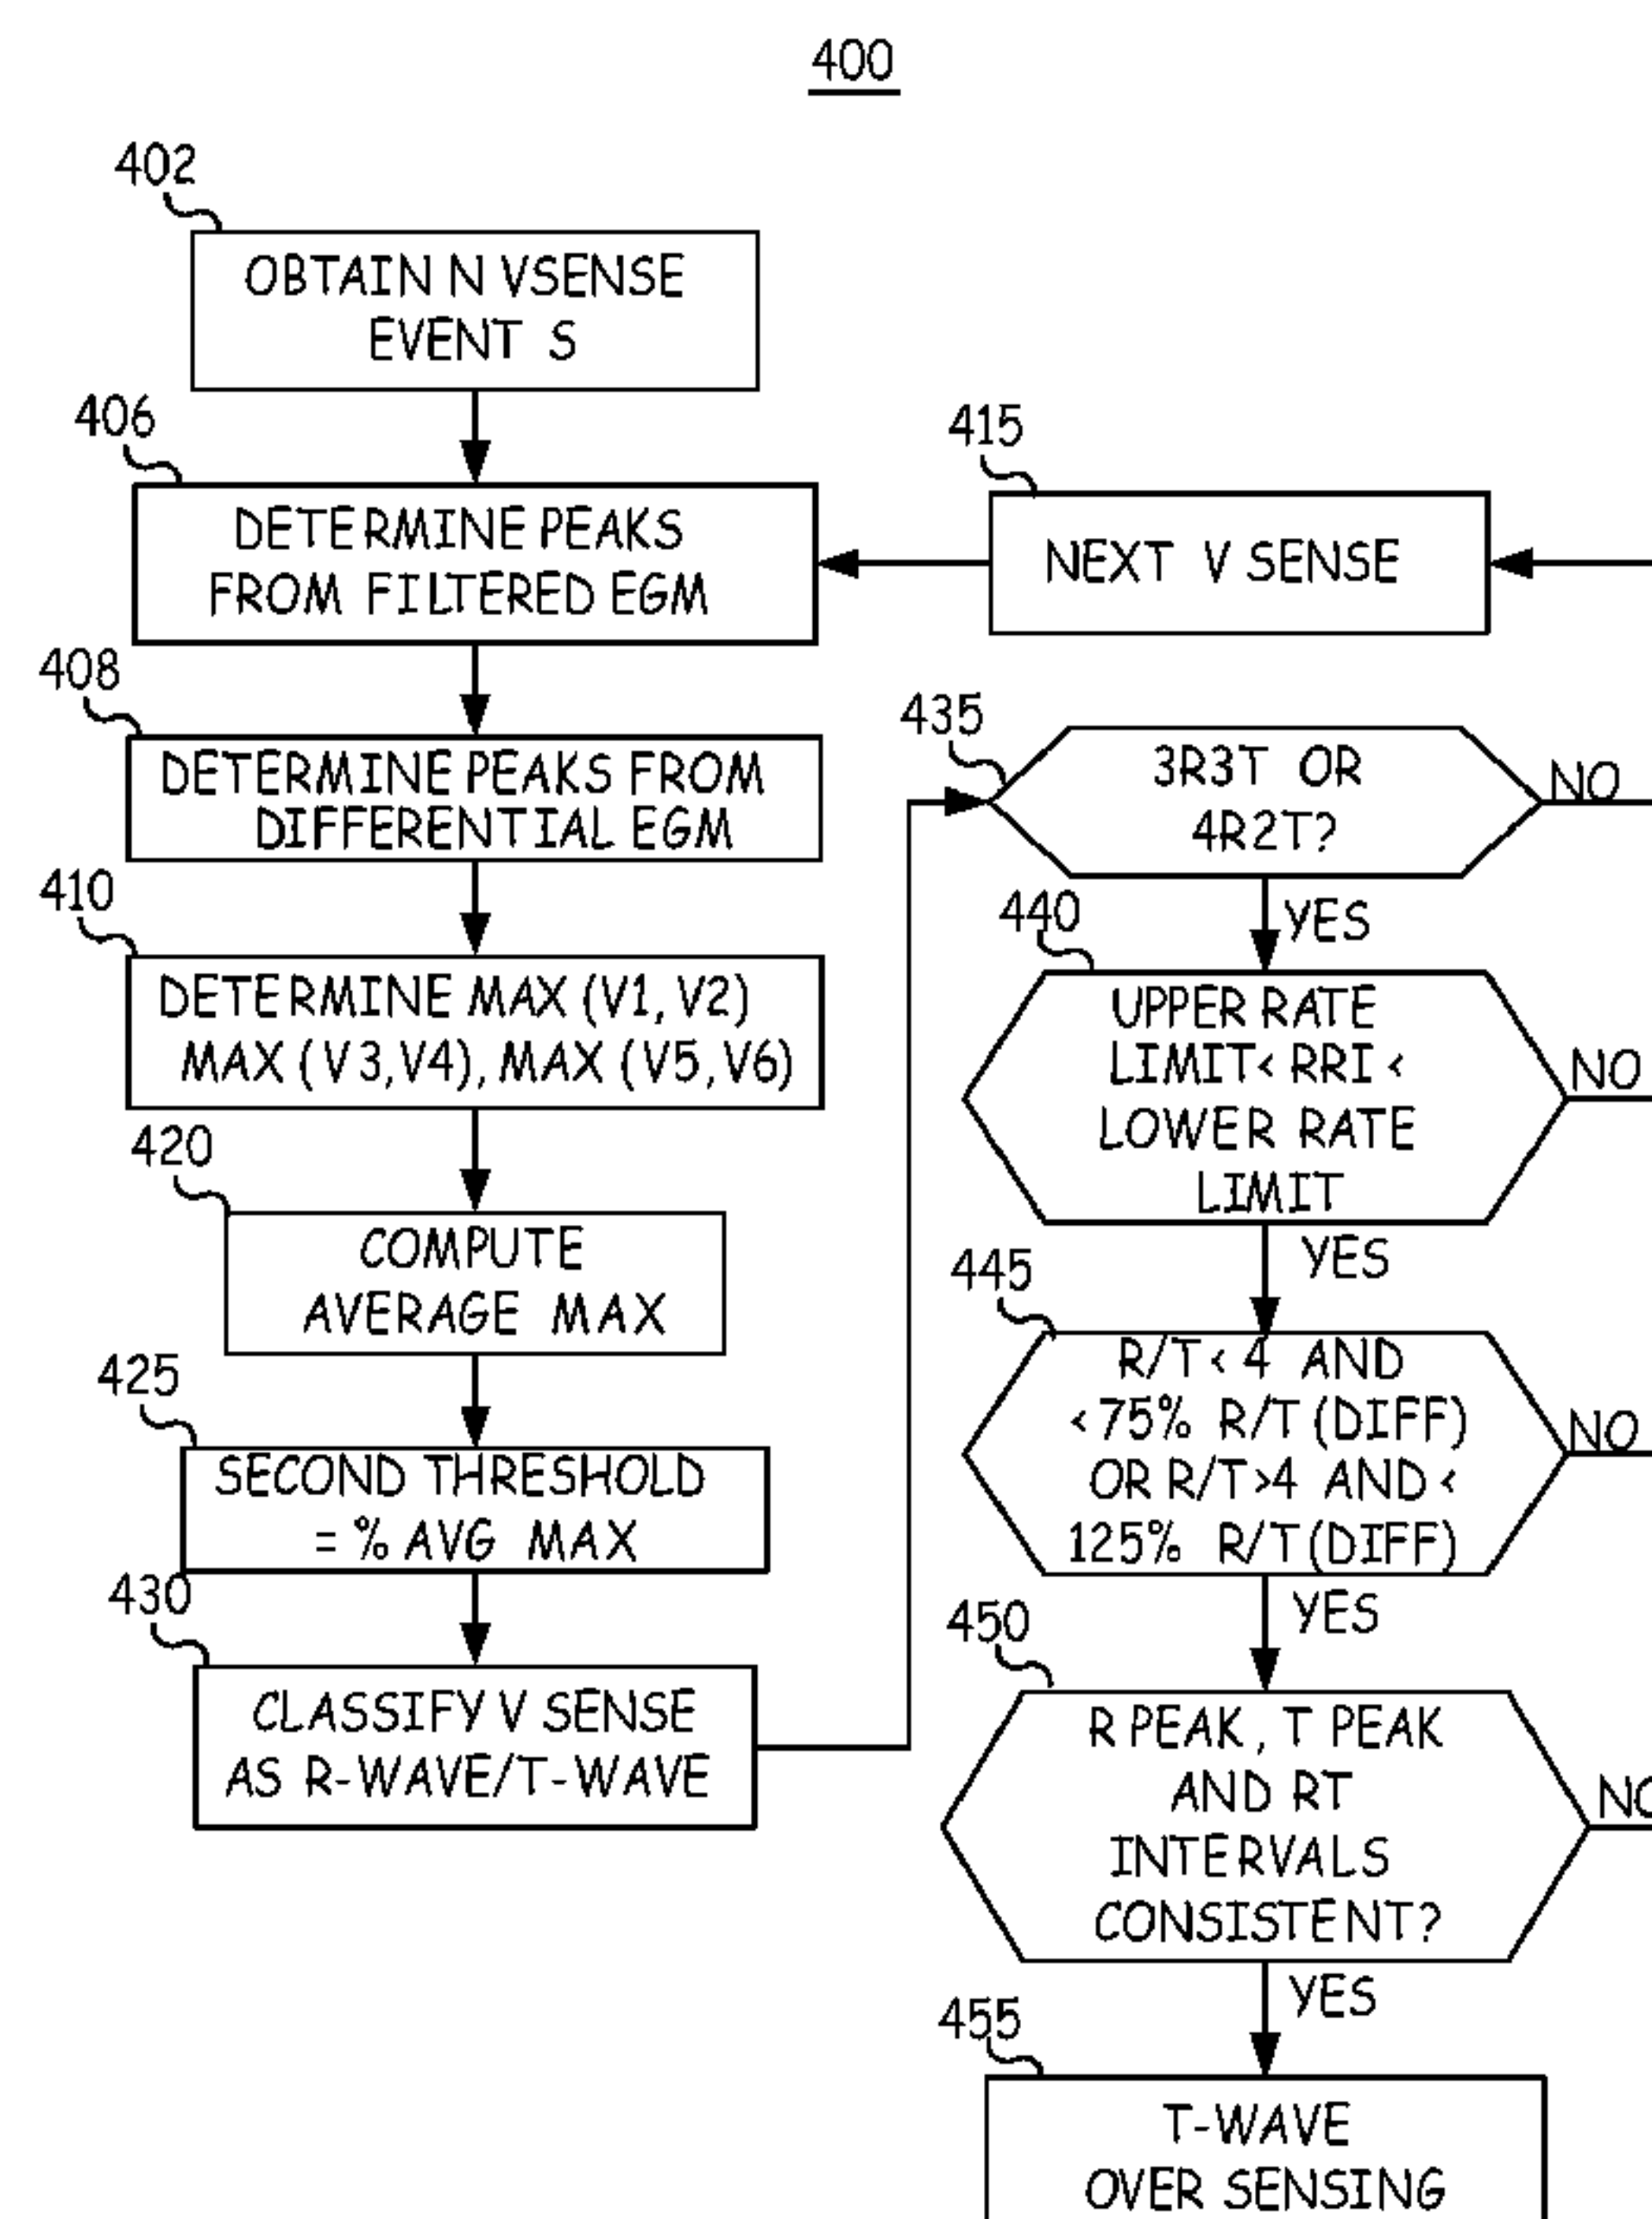 400
402
OBTAIN N VSENSE
EVENT S
406
DETERMINE PEAKS
FROM FILTERED EGM
408
DETERMINE PEAKS FROM
DIFFERENTIAL EGM
410
DETERMINE MAX (V1, V2)
MAX (V3,V4), MAX (V5,V6)
420
COMPUTE
AVERAGE MAX
425
SECOND THRESHOLD
= % AVG MAX
430
CLASSIFY V SENSE
AS R-WAVE/T-WAVE
415
NEXT V SENSE
435
3R3T OR
4R2T?
NO
YES
440
UPPER RATE
LIMIT< RRI <
LOWER RATE
LIMIT
NO
YES
445
R/T< 4 AND
<75% R/T (DIFF)
OR R/T>4 AND <
125% R/T (DIFF)
NO
YES
450
R PEAK, T PEAK
AND RT
INTERVALS
CONSISTENT?
NO
YES
455
T-WAVE
OVER SENSING